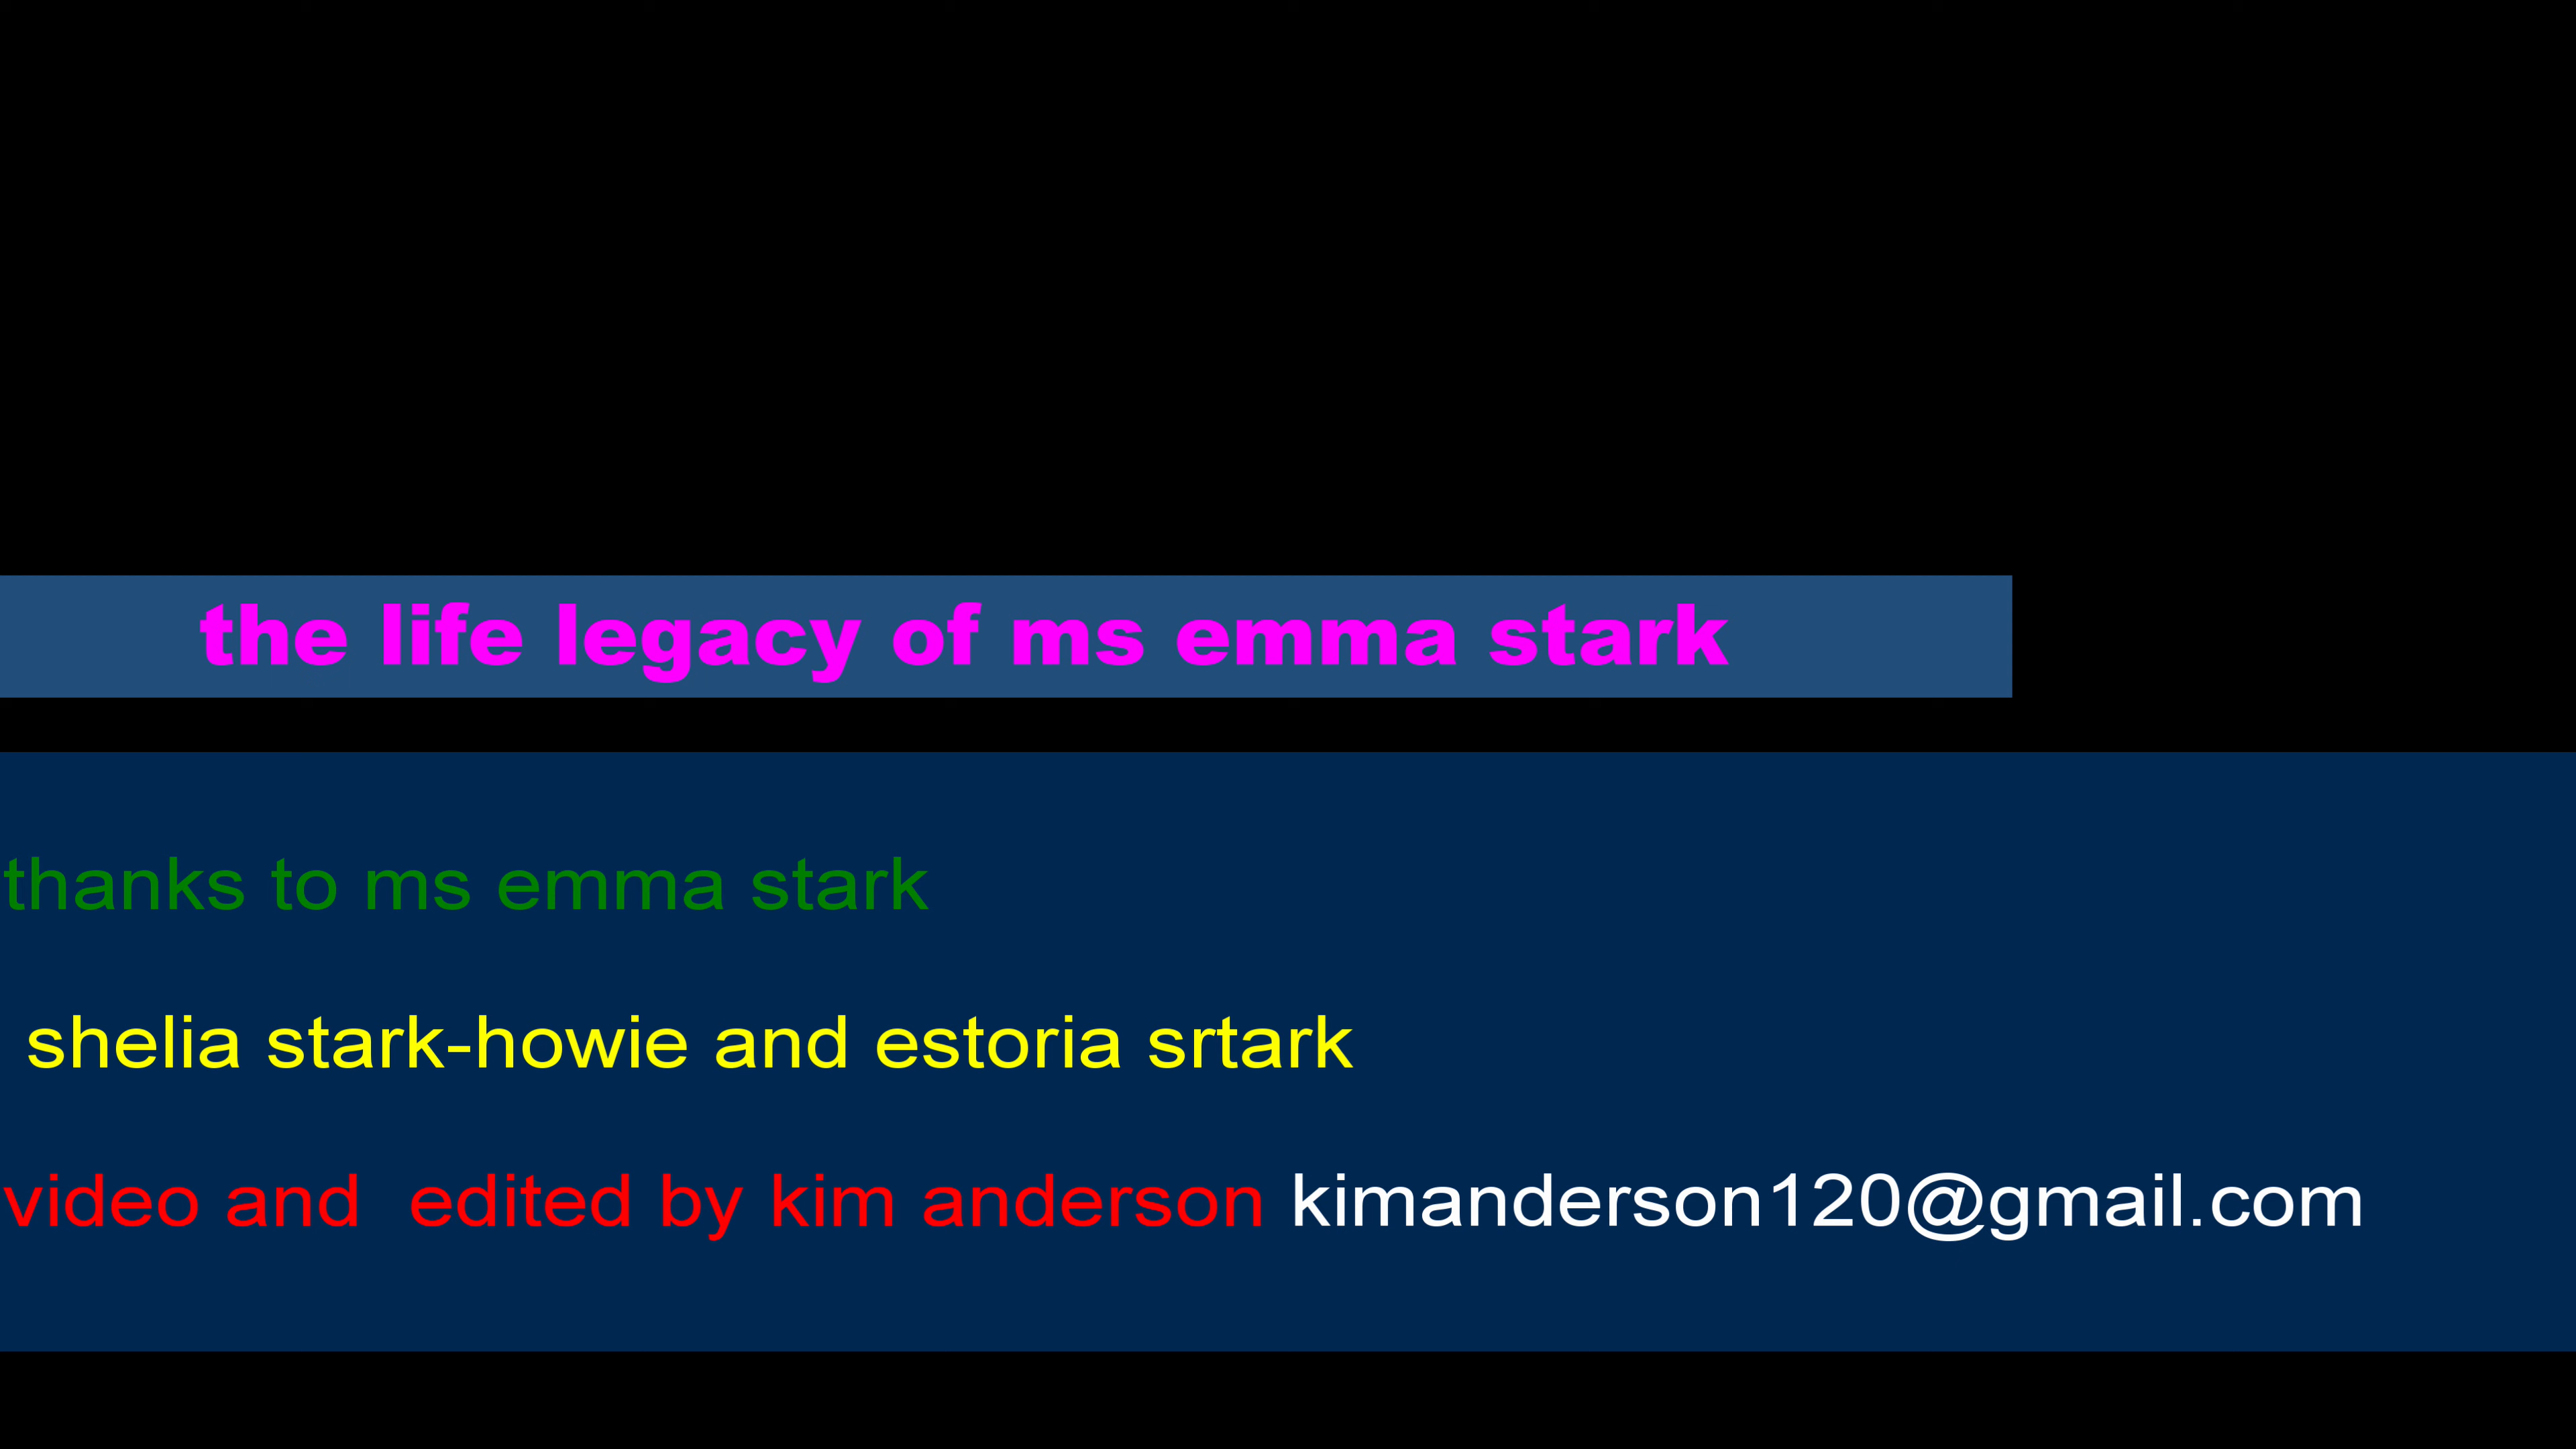 the life legacy of ms emma stark
thanks to ms emma stark
shelia stark-howie and estoria srtark
video and  edited by kim anderson kimanderson120@gmail.com